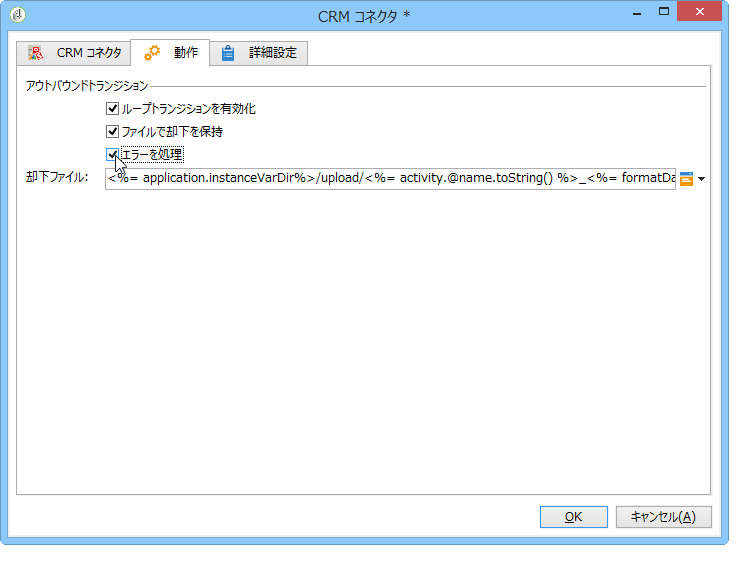 CRM コネクタ *
CRM コネクタ 動作 詳細設定
アウトバウンドトランジション
ループトランジションを有効化
ファイルで却下を保持
エラーを処理
却下ファイル: <%= application.instanceVarDir%>/upload/<%= activity.@name.toString() %>_<%= formatDa
OK キャンセル(A)